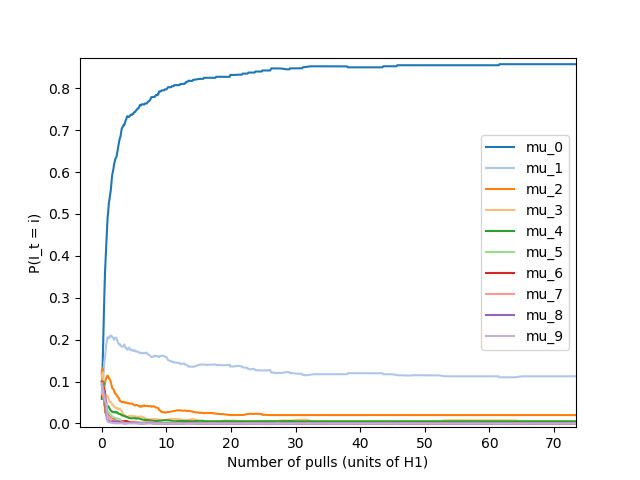 0.8
0.7
0.6
0.5
0.4
0.3
0.2
0.1
0.0
P(I_t = i)
0
10
20
30
40
50
60
70
Number of pulls (units of H1)
mu_0
mu_1
mu_2
mu_3
mu_4
mu_5
mu_6
mu_7
mu_8
mu_9